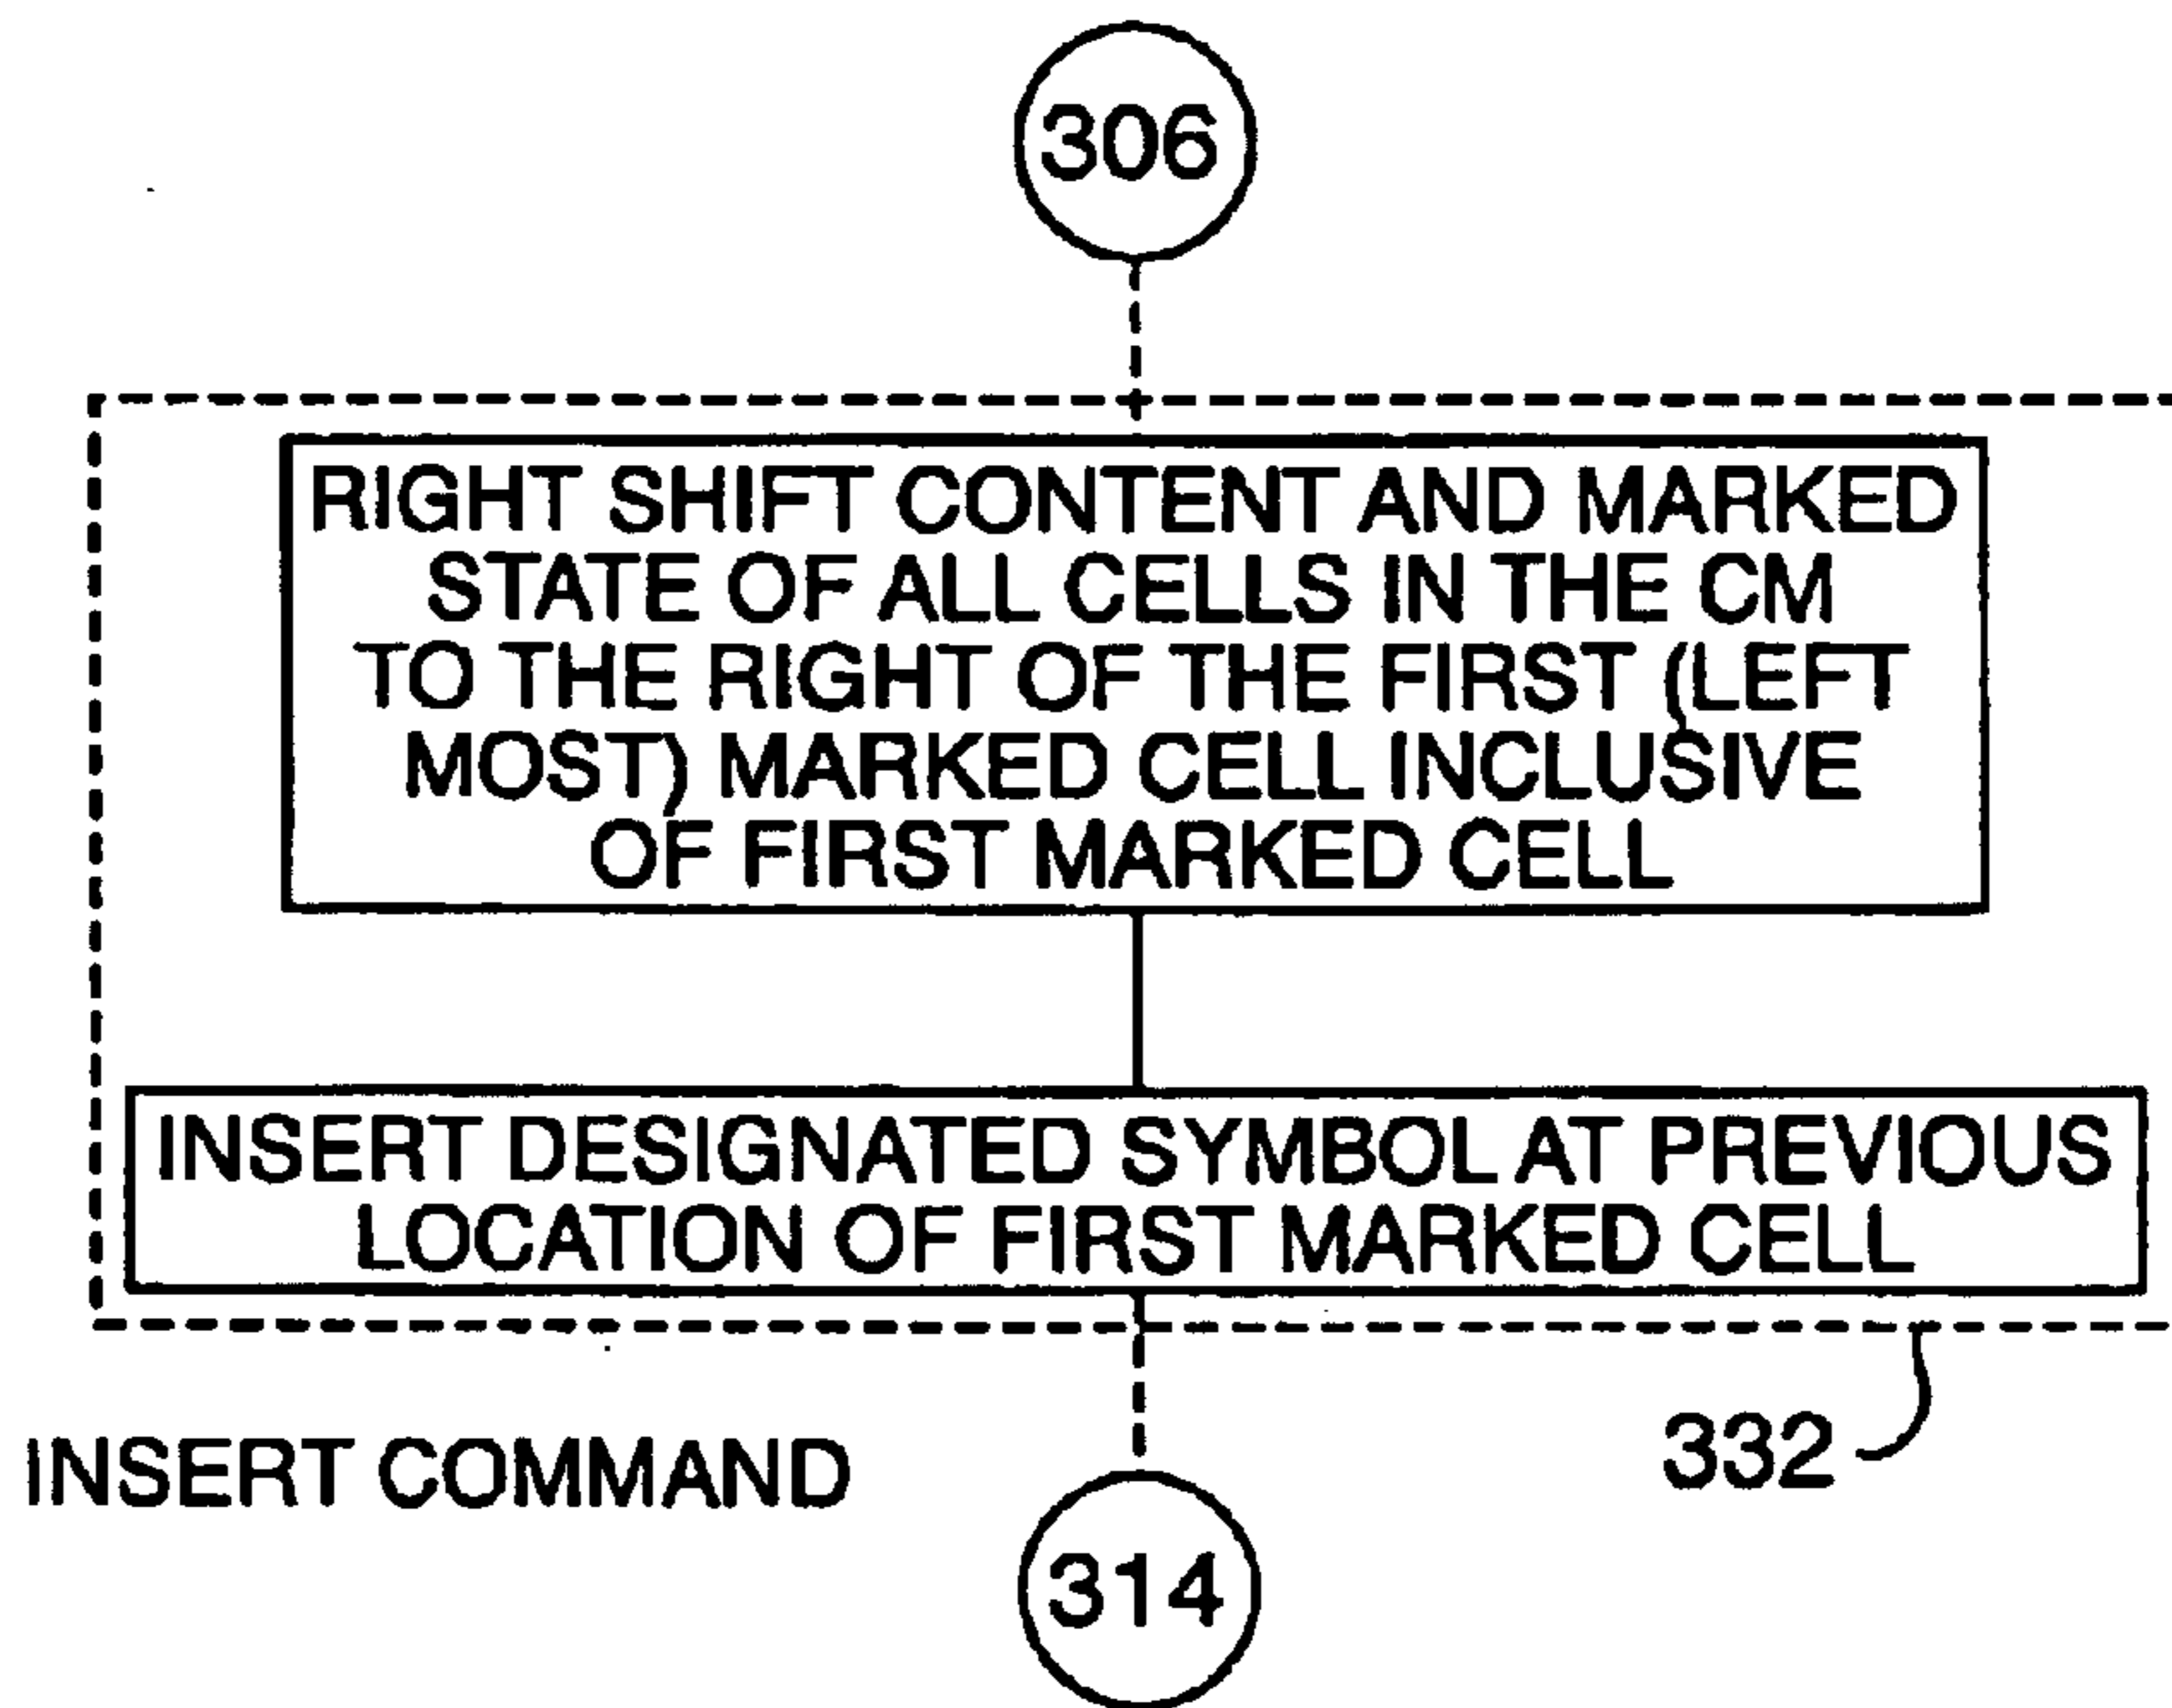 306
RIGHT SHIFT CONTENT AND MARKED
STATE OF ALL CELLS IN THE CM
TO THE RIGHT OF THE FIRST (LEFT
MOST) MARKED CELL INCLUSIVE
OF FIRST MARKED CELL
INSERT DESIGNATED SYMBOL AT PREVIOUS
LOCATION OF FIRST MARKED CELL
INSERT COMMAND
332
314